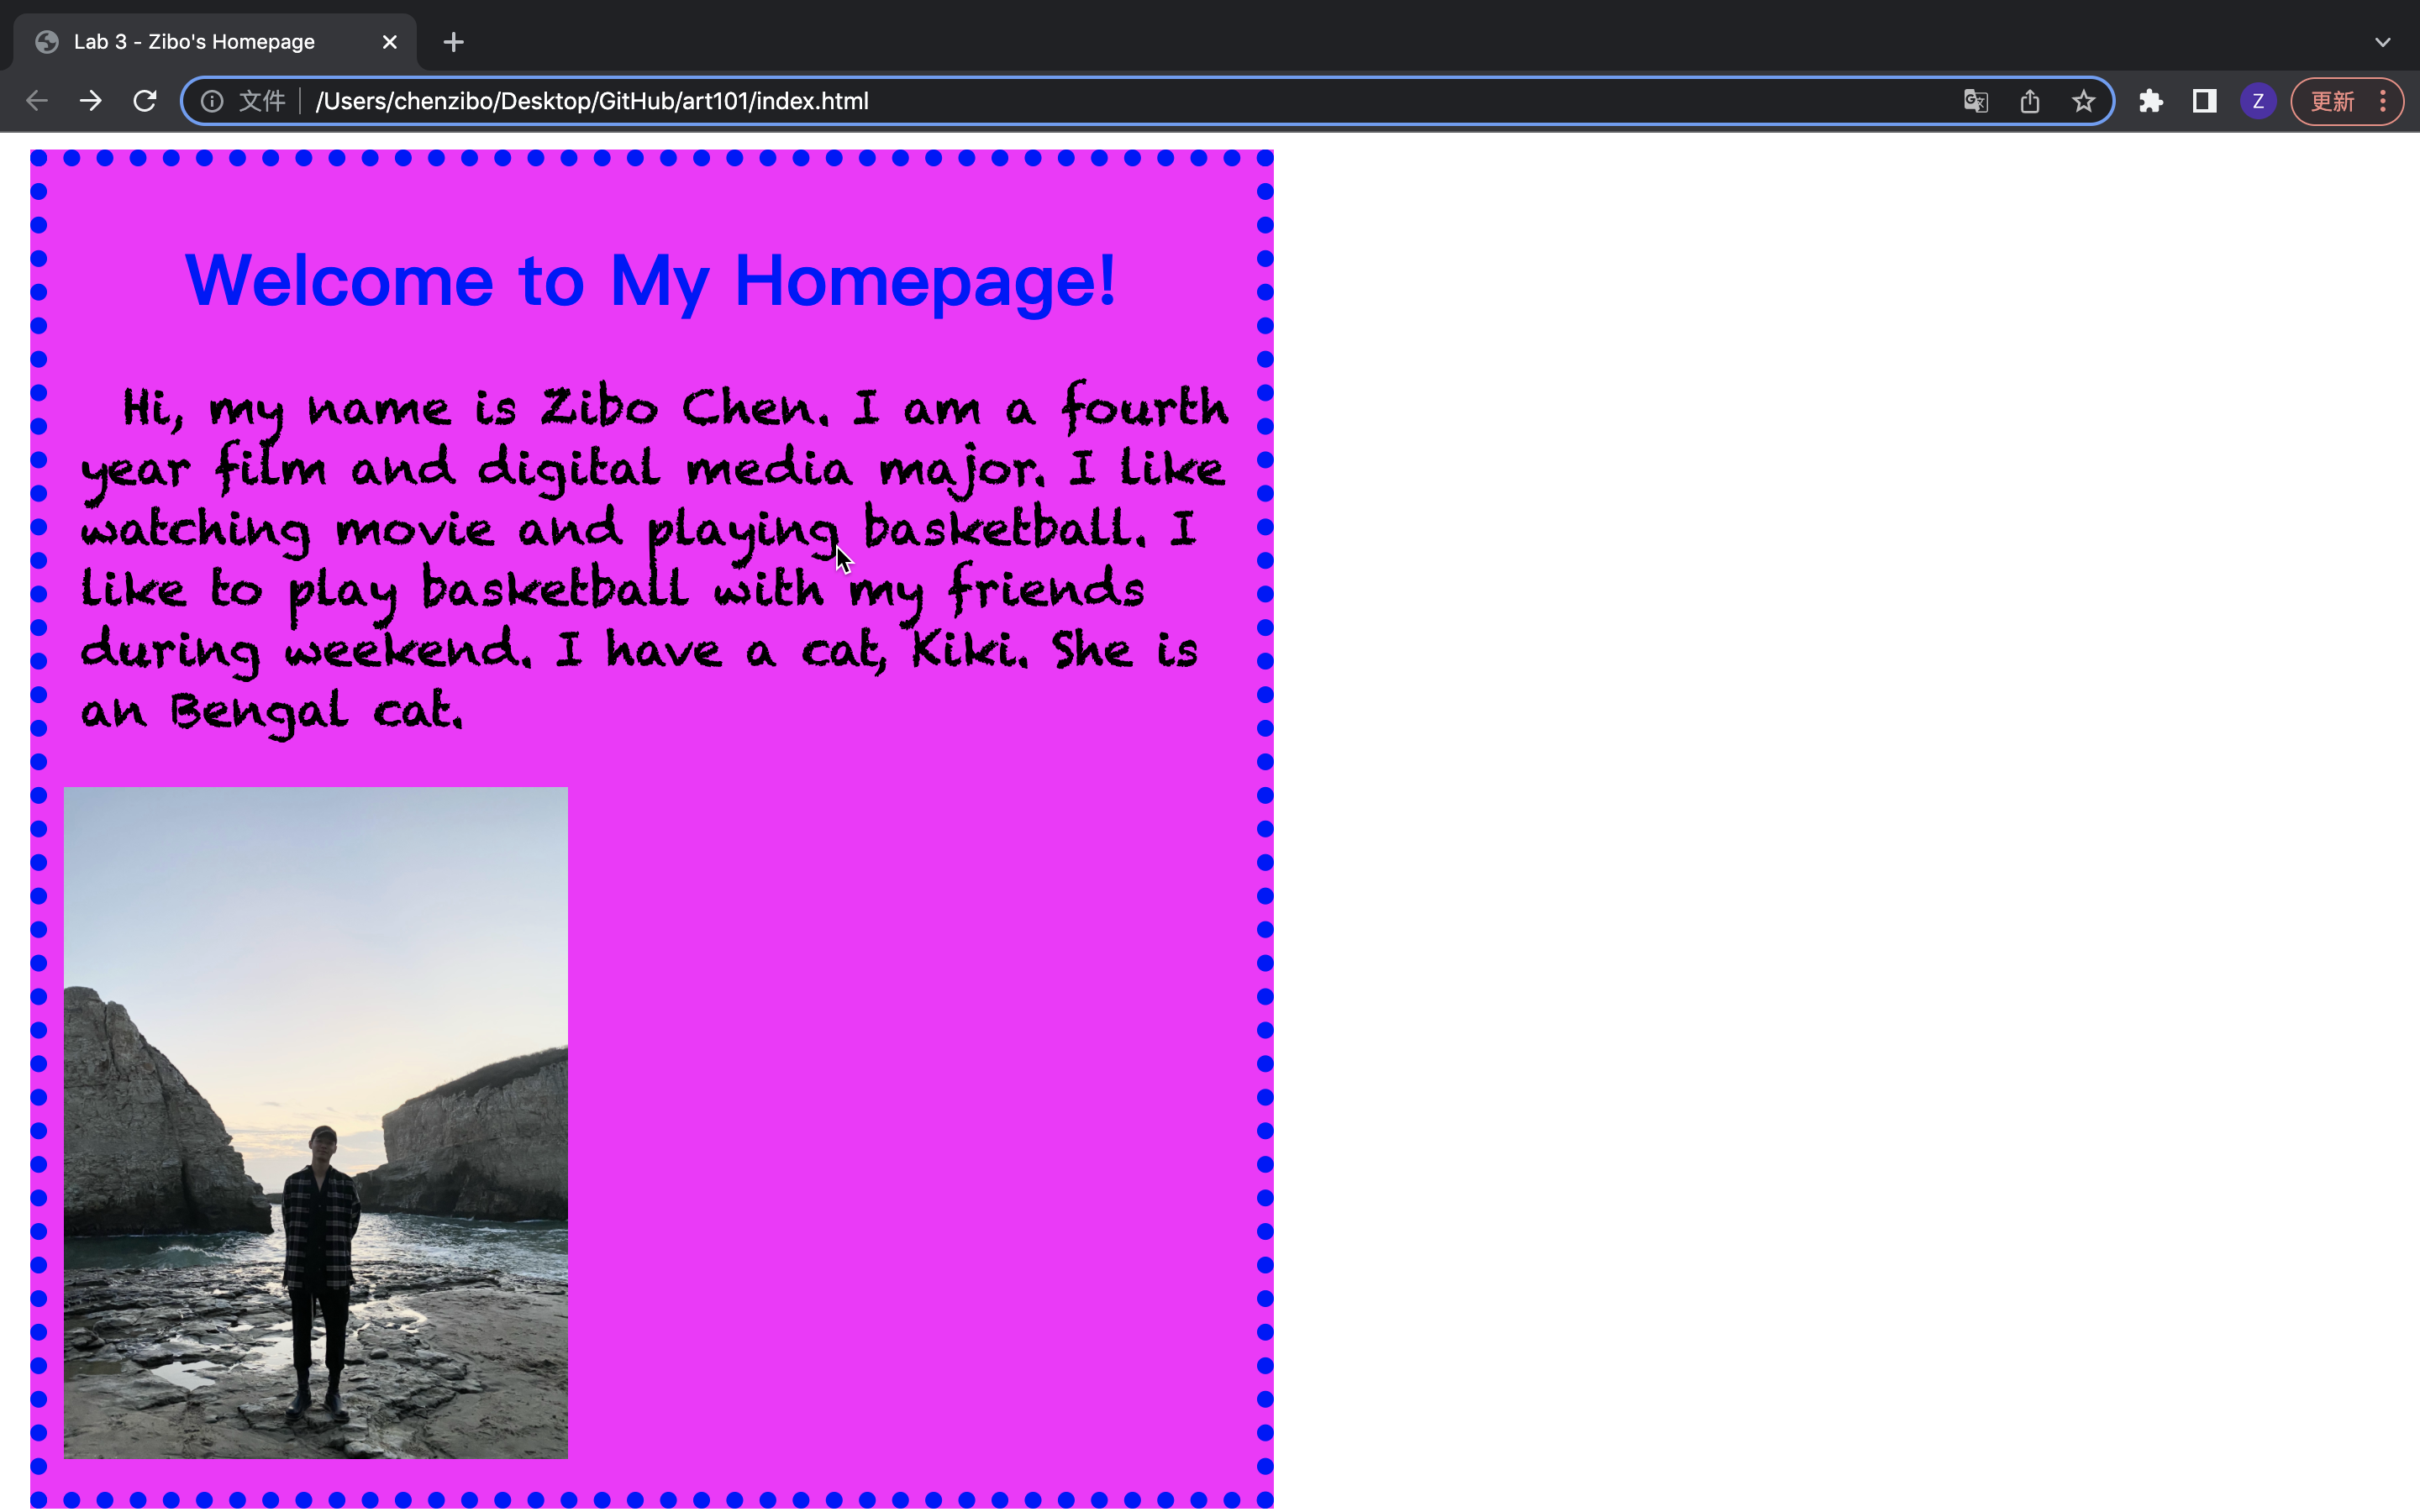 Lab 3 - Zibo's Homepage
文件 /Users/chenzibo/Desktop/GitHub/art101/index.html
Z
更新
Welcome to My Homepage!
Hi, my name is Zibo Chen. I am a fourth
year film and digital media major. I like
watching movie and playing basketball. I
like to play basketball with my friends
during weekend. I have a cat, Kiki. She is
an Bengal cat.